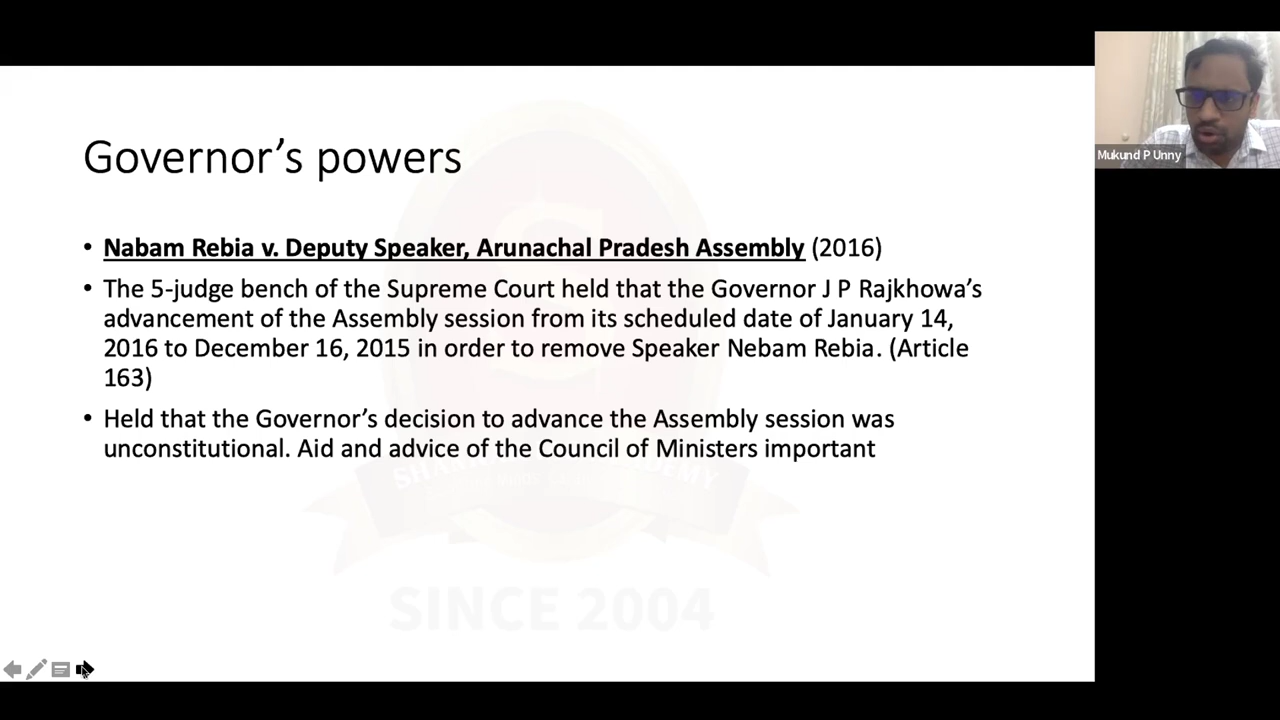 Governor's powers
• Nabam Rebia v. Deputy Speaker, Arunachal Pradesh Assembly (2016)
• The 5-judge bench of the Supreme Court held that the Governor J P Rajkhowa's
advancement of the Assembly session from its scheduled date of January 14,
2016 to December 16, 2015 in order to remove Speaker Nebam Rebia. (Article
163)
• Held that the Governor's decision to advance the Assembly session was
unconstitutional. Aid and advice of the Council of Ministers important
SINCE 2004
Mukund P Unny